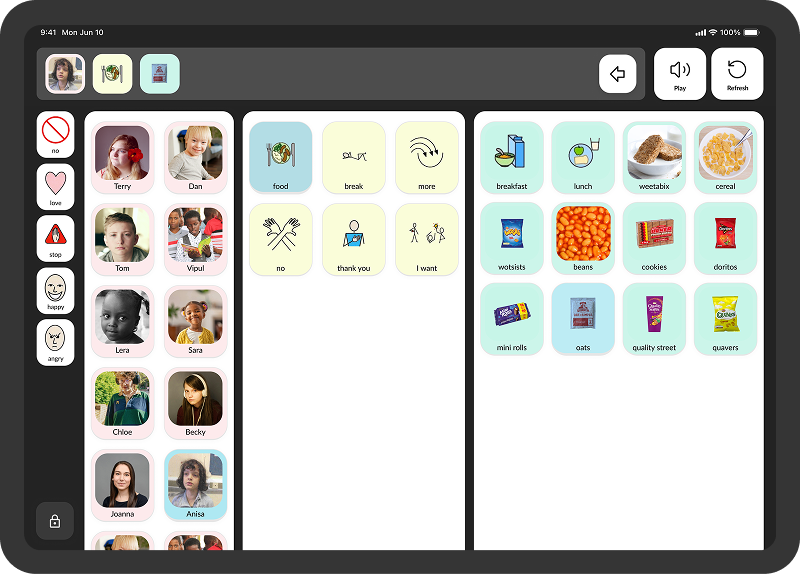 9:41 Mon Jun 10
100%
Play
Refresh
no
love
stop
happy
angry
Terry
Dan
Tom
Vipul
Lera
Sara
Chloe
Becky
Joanna
Anisa
food
break
more
no
thank you
I want
breakfast
lunch
weetabix
cereal
wotsists
beans
cookies
doritos
mini rolls
oats
quality street
quavers